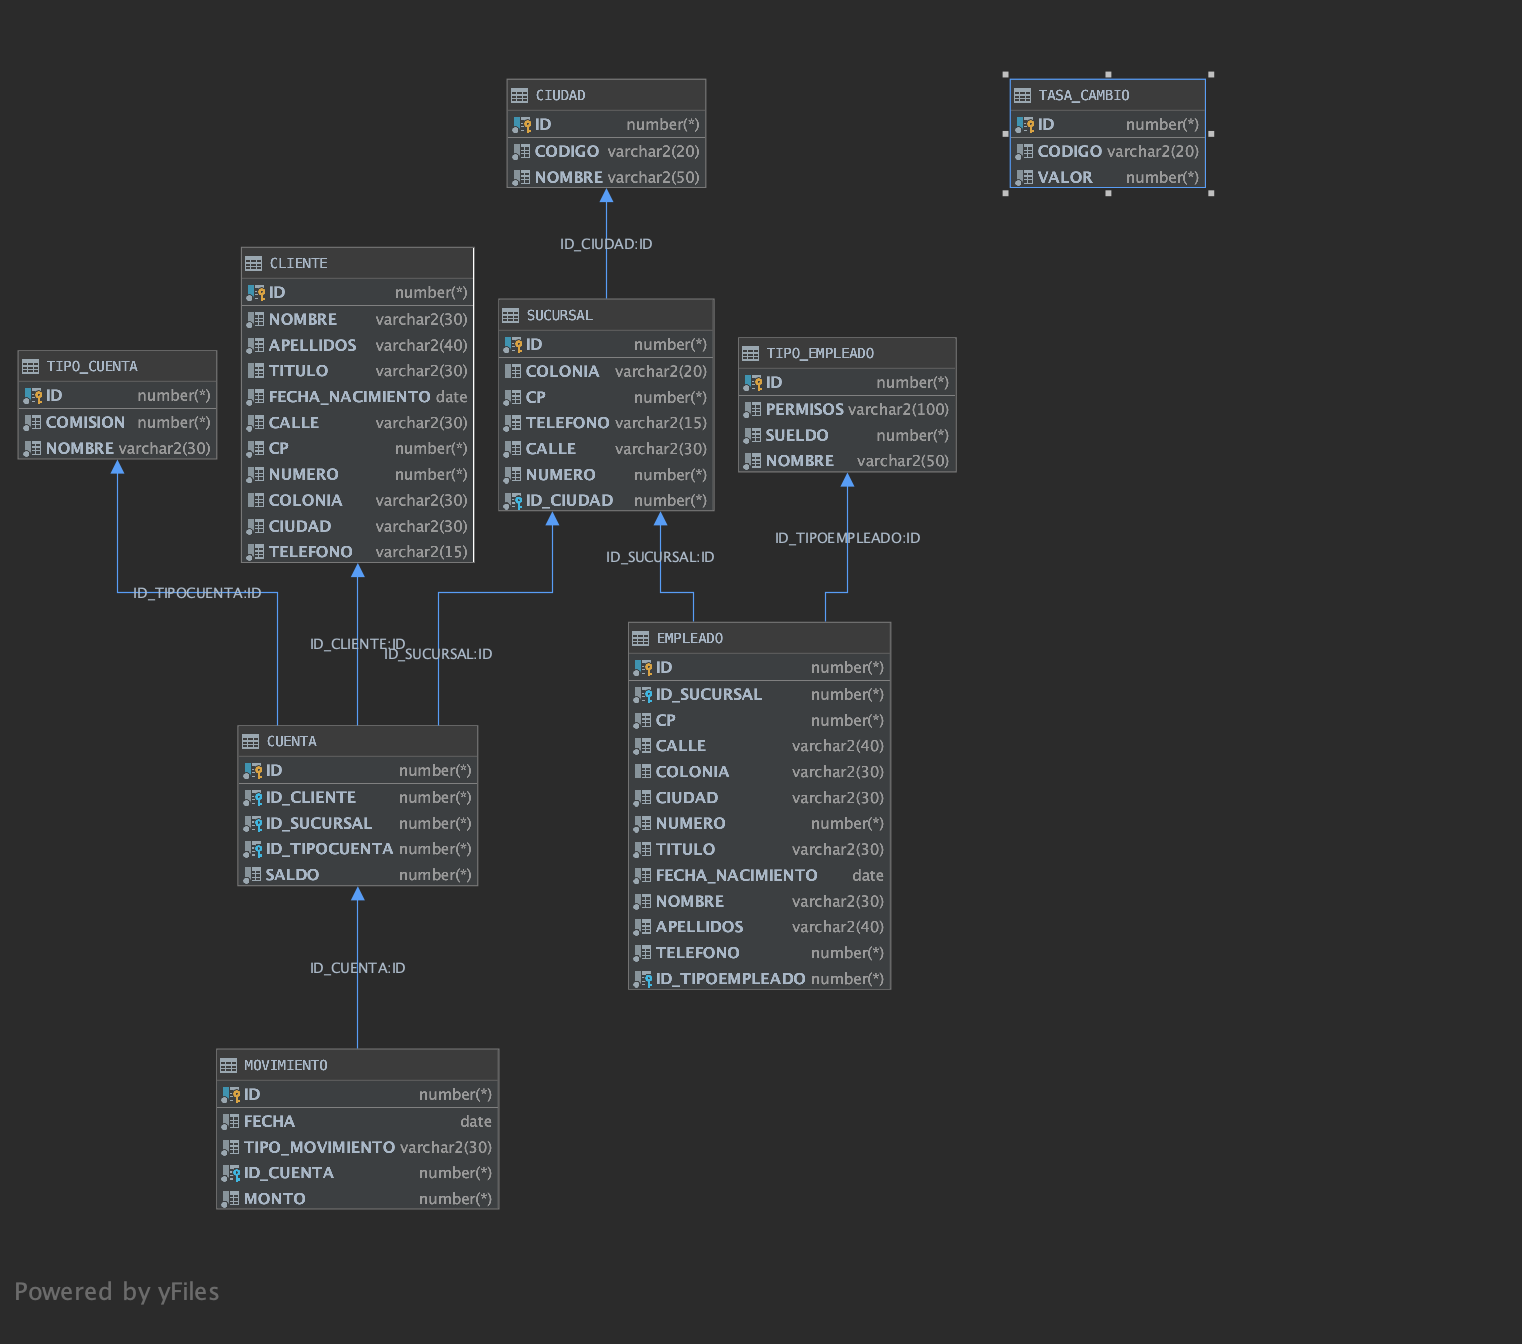 CIUDAD
ID number(*)
CODIGO varchar2(20)
NOMBRE varchar2(50)
TASA_CAMBIO
ID number(*)
CODIGO varchar2(20)
VALOR number(*)
ID_CIUDAD:ID
CLIENTE
ID number(*)
NOMBRE varchar2(30)
APELLIDOS varchar2(40)
TITULO varchar2(30)
FECHA_NACIMIENTO date
CALLE varchar2(30)
CP number(*)
NUMERO number(*)
COLONIA varchar2(30)
CIUDAD varchar2(30)
TELEFONO varchar2(15)
SUCURSAL
ID number(*)
COLONIA varchar2(20)
CP number(*)
TELEFONO varchar2(15)
CALLE varchar2(30)
NUMERO number(*)
ID_CIUDAD number(*)
TIPO_CUENTA
ID number(*)
COMISION number(*)
NOMBRE varchar2(30)
TIPO_EMPLEADO
ID number(*)
PERMISOS varchar2(100)
SUELDO number(*)
NOMBRE varchar2(50)
ID_TIPOEMPLEADO:ID
ID_SUCURSAL:ID
ID_TIPOCUENTA:ID
ID_CLIENTE:ID
ID_SUCURSAL:ID
EMPLEADO
ID number(*)
ID_SUCURSAL number(*)
CP number(*)
CALLE varchar2(40)
COLONIA varchar2(30)
CIUDAD varchar2(30)
NUMERO number(*)
TITULO varchar2(30)
FECHA_NACIMIENTO date
NOMBRE varchar2(30)
APELLIDOS varchar2(40)
TELEFONO number(*)
ID_TIPOEMPLEADO number(*)
CUENTA
ID number(*)
ID_CLIENTE number(*)
ID_SUCURSAL number(*)
ID_TIPOCUENTA number(*)
SALDO number(*)
ID_CUENTA:ID
MOVIMIENTO
ID number(*)
FECHA date
TIPO_MOVIMIENTO varchar2(30)
ID_CUENTA number(*)
MONTO number(*)
Powered by yFiles